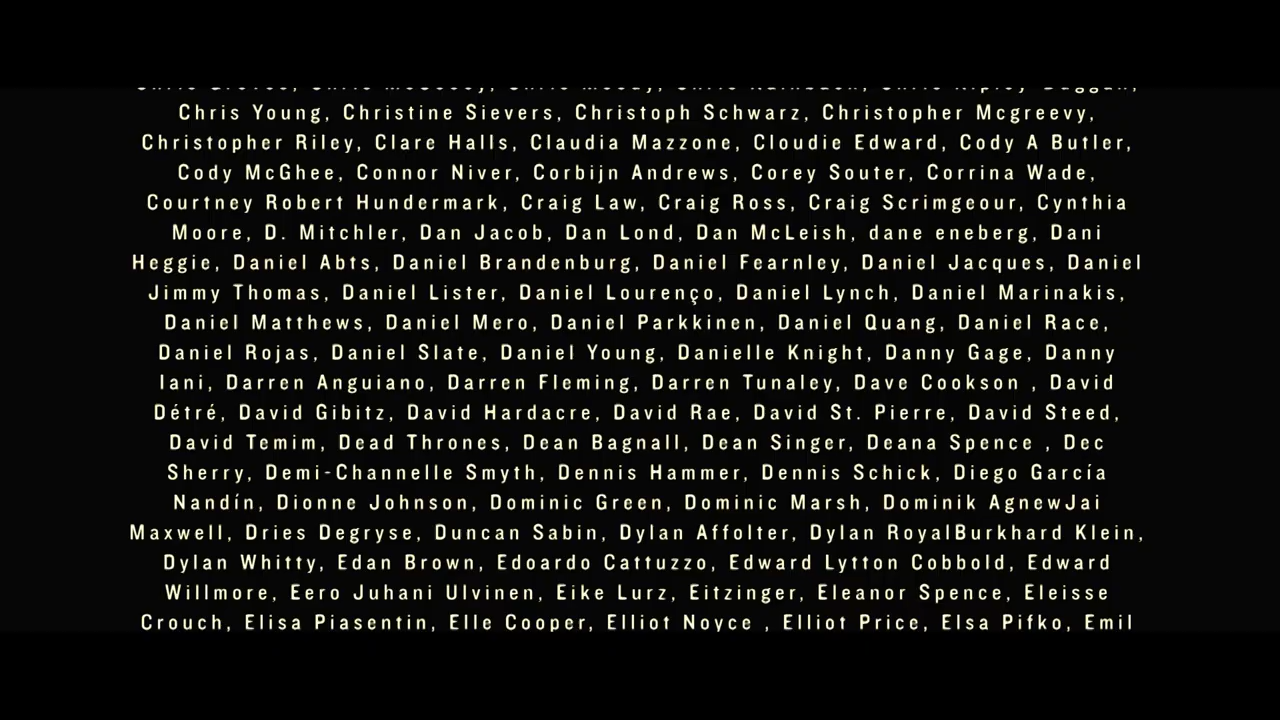 Chris Young, Christine Sievers, Christoph Schwarz, Christopher Mcgreevy,
Christopher Riley, Clare Halls, Claudia Mazzone, Cloudie Edward, Cody A Butler,
Cody McGhee, Connor Niver, Corbijn Andrews, Corey Souter, Corrina Wade,
Courtney Robert Hundermark, Craig Law, Craig Ross, Craig Scrimgeour, Cynthia
Moore, D. Mitchler, Dan Jacob, Dan Lond, Dan McLeish, dane eneberg, Dani
Heggie, Daniel Abts, Daniel Brandenburg, Daniel Fearnley, Daniel Jacques, Daniel
Jimmy Thomas, Daniel Lister, Daniel Lourenço, Daniel Lynch, Daniel Marinakis,
Daniel Matthews, Daniel Mero, Daniel Parkkinen, Daniel Quang, Daniel Race,
Daniel Rojas, Daniel Slate, Daniel Young, Danielle Knight, Danny Gage, Danny
Iani, Darren Anguiano, Darren Fleming, Darren Tunaley, Dave Cookson , David
Détré, David Gibitz, David Hardacre, David Rae, David St. Pierre, David Steed,
David Temim, Dead Thrones, Dean Bagnall, Dean Singer, Deana Spence , Dec
Sherry, Demi-Channelle Smyth, Dennis Hammer, Dennis Schick, Diego García
Nandín, Dionne Johnson, Dominic Green, Dominic Marsh, Dominik AgnewJai
Maxwell, Dries Degryse, Duncan Sabin, Dylan Affolter, Dylan RoyalBurkhard Klein,
Dylan Whitty, Edan Brown, Edoardo Cattuzzo, Edward Lytton Cobbold, Edward
Willmore, Eero Juhani Ulvinen, Eike Lurz, Eitzinger, Eleanor Spence, Eleisse
Crouch, Elisa Piasentin, Elle Cooper, Elliot Noyce , Elliot Price, Elsa Pifko, Emil